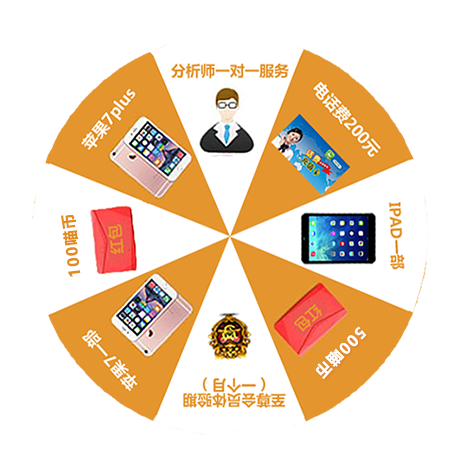 分析师一对一服务
电话费200元
IPAD一部
500喵币
至尊会员体验期
（一个月）
苹果7一部
100喵币
苹果7plus
红包
红包